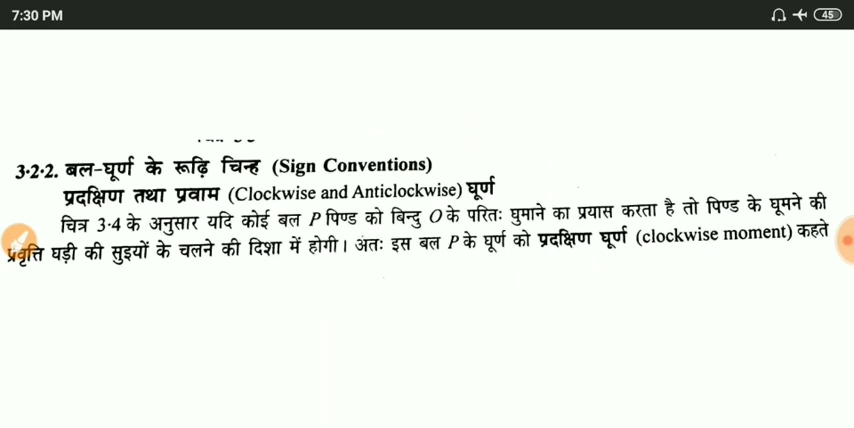 7:30 PM
45
3·2·2. बल-घूर्ण के रूढ़ि चिन्ह (Sign Conventions)
प्रदक्षिण तथा प्रवाम (Clockwise and Anticlockwise) घूर्ण
चित्र 3·4 के अनुसार यदि कोई बल P पिण्ड को बिन्दु O के परितः घुमाने का प्रयास करता है तो पिण्ड के घूमने की
प्रवृत्ति घड़ी की सुइयों के चलने की दिशा में होगी। अतः इस बल P के घूर्ण को प्रदक्षिण घूर्ण (clockwise moment) कहते